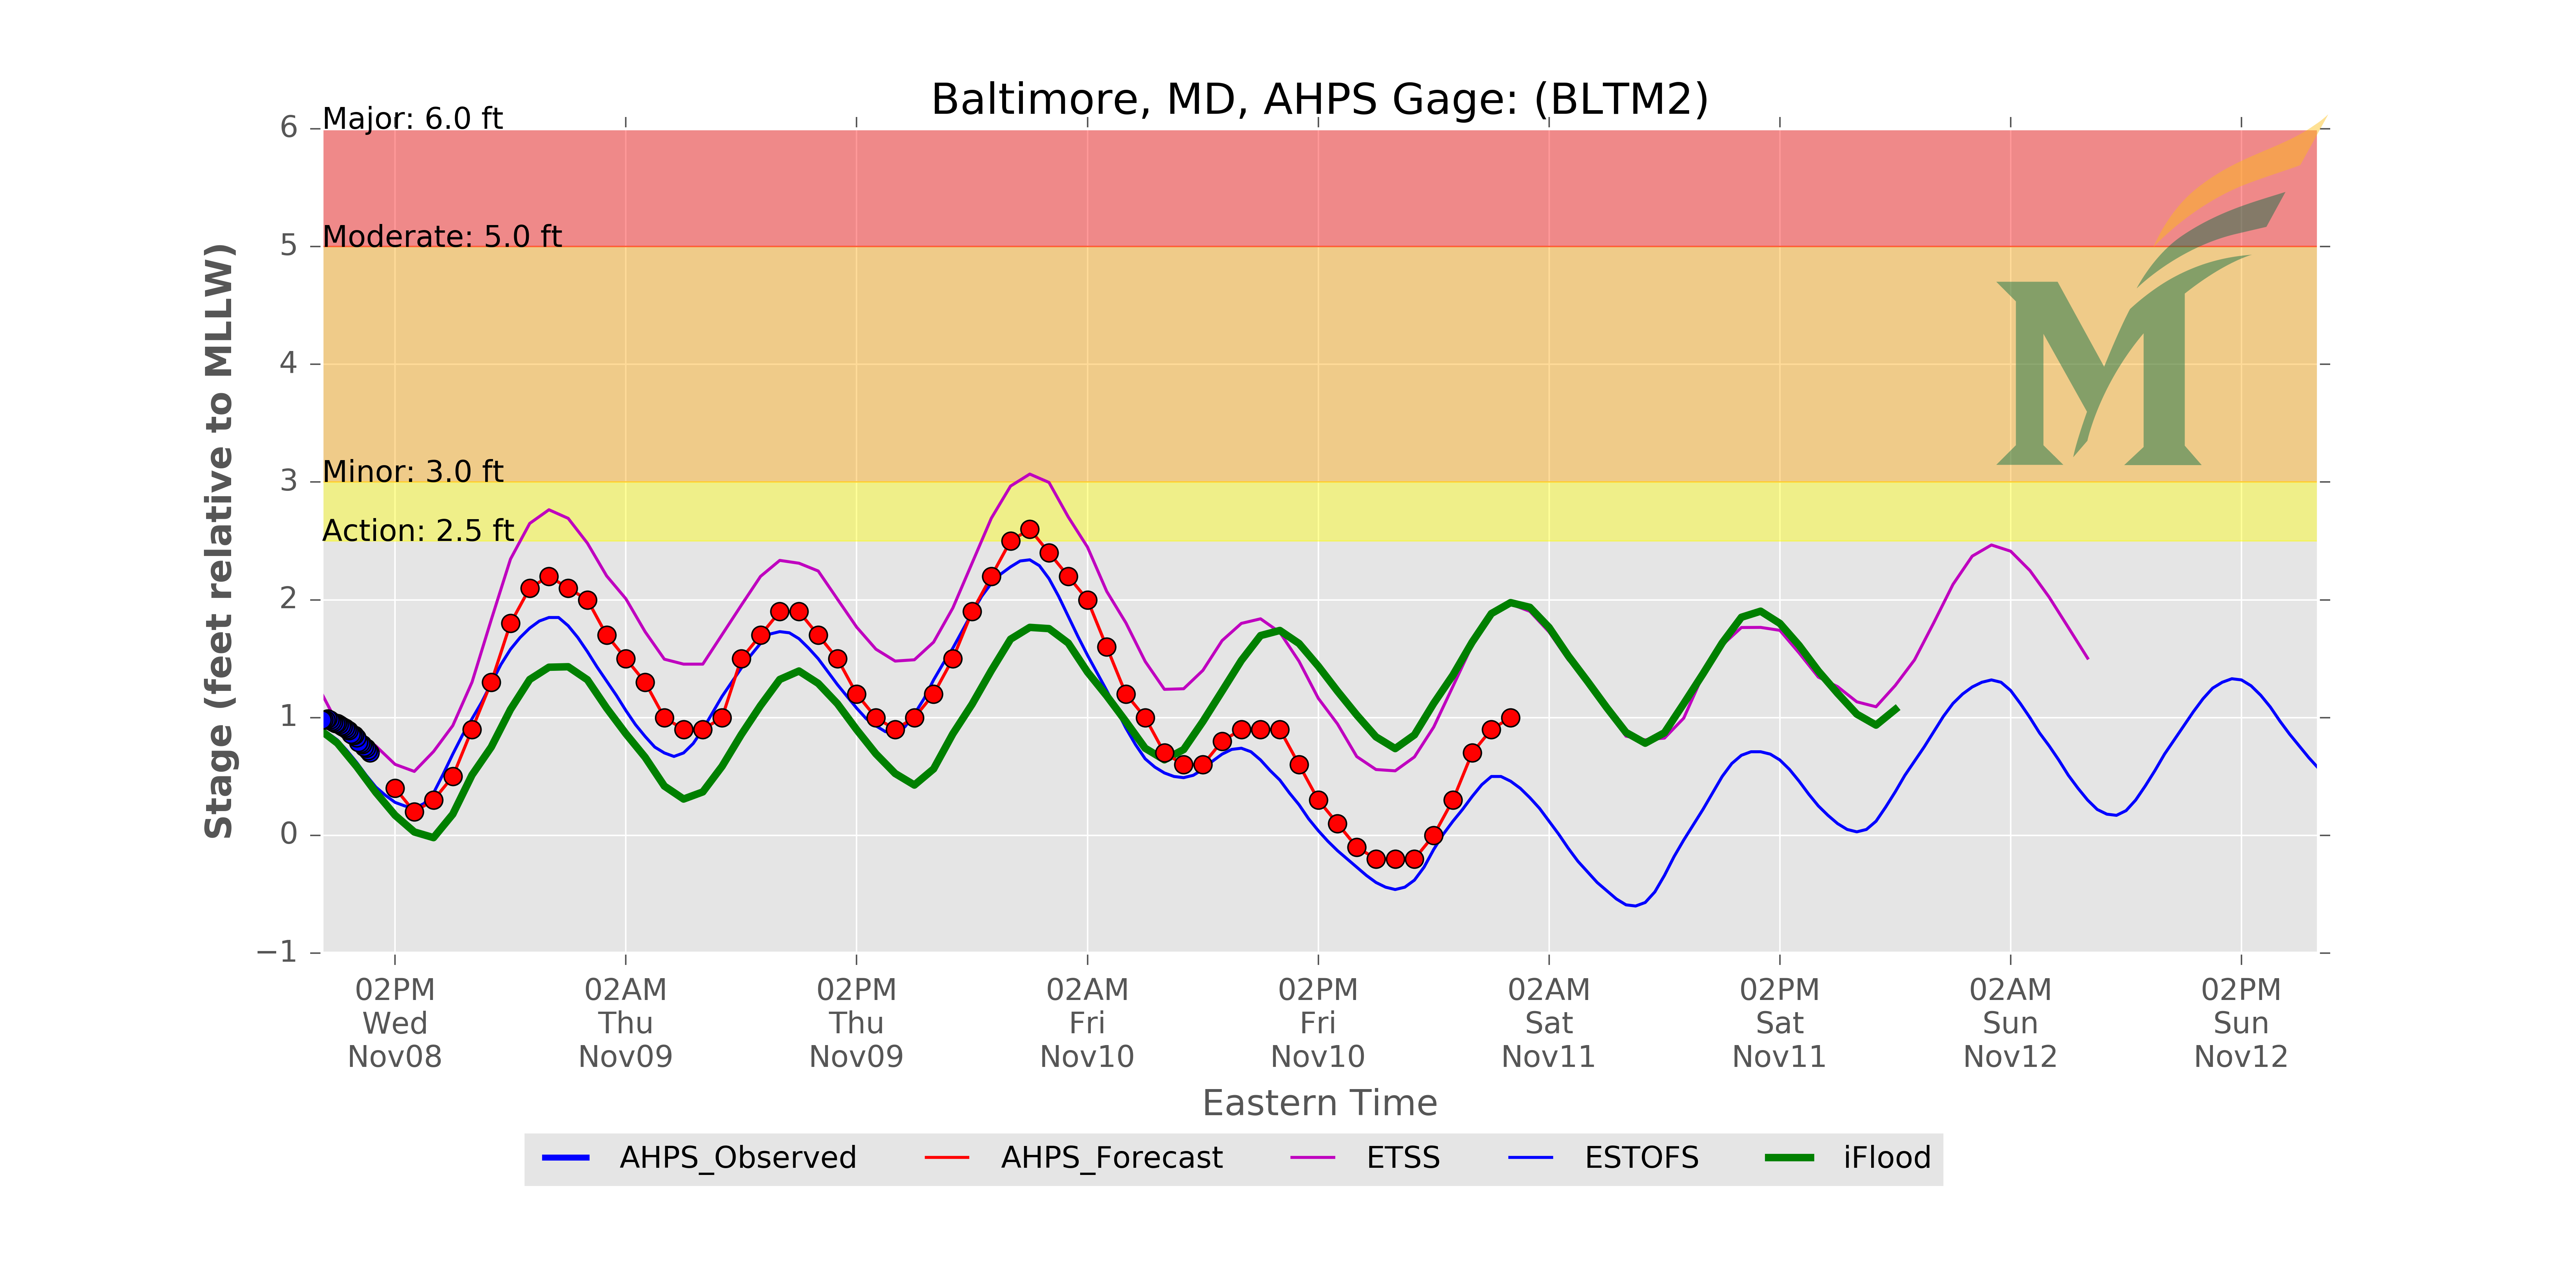 Baltimore, MD, AHPS Gage: (BLTM2)
Major: 6.0 ft
Moderate: 5.0 ft
Minor: 3.0 ft
Action: 2.5 ft
Stage (feet relative to MLLW)
6
5
4
3
2
1
0
−1
02PM
Wed
Nov08
02AM
Thu
Nov09
02PM
Thu
Nov09
02AM
Fri
Nov10
02PM
Fri
Nov10
02AM
Sat
Nov11
02PM
Sat
Nov11
02AM
Sun
Nov12
02PM
Sun
Nov12
Eastern Time
AHPS_Observed AHPS_Forecast ETSS ESTOFS iFlood
M